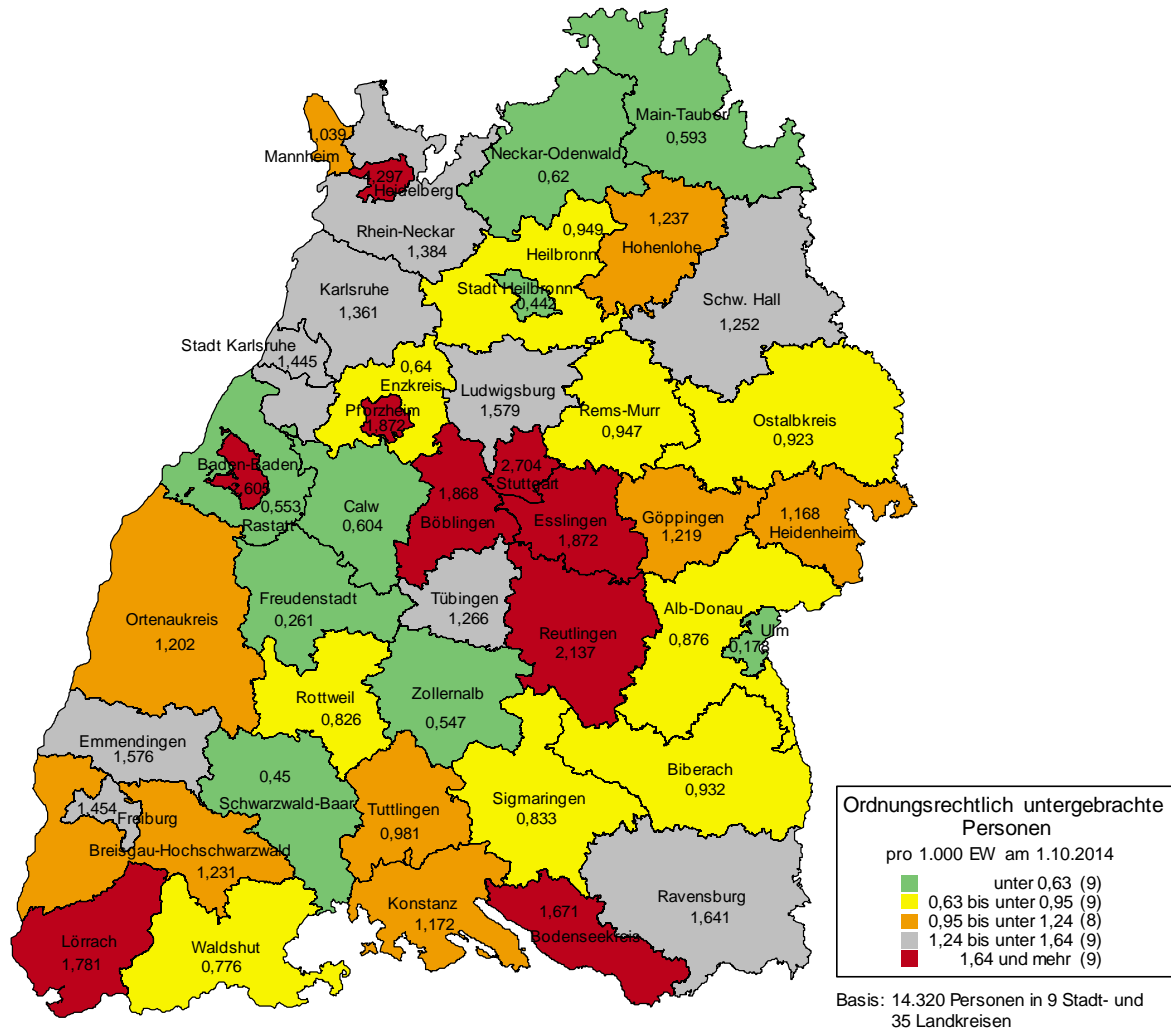 Main-Tauber
0,593
1,039
Mannheim
Neckar-Odenwald
0,62
1,297
Heidelberg
Rhein-Neckar
1,384
0,949
Heilbronn
1,237
Hohenlohe
Karlsruhe
1,361
Stadt Heilbronn
0,442
Schw. Hall
1,252
Stadt Karlsruhe
1,445
0,64
Enzkreis
Ludwigsburg
1,579
Pforzheim
1,872
Rems-Murr
0,947
Ostalbkreis
0,923
Baden-Baden
2,605
0,553
Rastatt
Calw
0,604
1,868
Böblingen
2,704
Stuttgart
Esslingen
1,872
Göppingen
1,219
1,168
Heidenheim
Ortenaukreis
1,202
Freudenstadt
0,261
Tübingen
1,266
Reutlingen
2,137
Alb-Donau
0,876
Ulm
Rottweil
0,826
Zollernalb
0,547
Emmendingen
1,576
0,45
Schwarzwald-Baar
Biberach
0,932
1,454
Freiburg
Tuttlingen
0,981
Sigmaringen
0,833
Breisgau-Hochschwarzwald
1,231
Konstanz
1,172
1,671
Bodenseekreis
Ravensburg
1,641
Lörrach
1,781
Waldshut
0,776
Ordnungsrechtlich untergebrachte
Personen
pro 1.000 EW am 1.10.2014
unter 0,63 (9)
0,63 bis unter 0,95 (9)
0,95 bis unter 1,24 (8)
1,24 bis unter 1,64 (9)
1,64 und mehr (9)
Basis: 14.320 Personen in 9 Stadt- und
35 Landkreisen